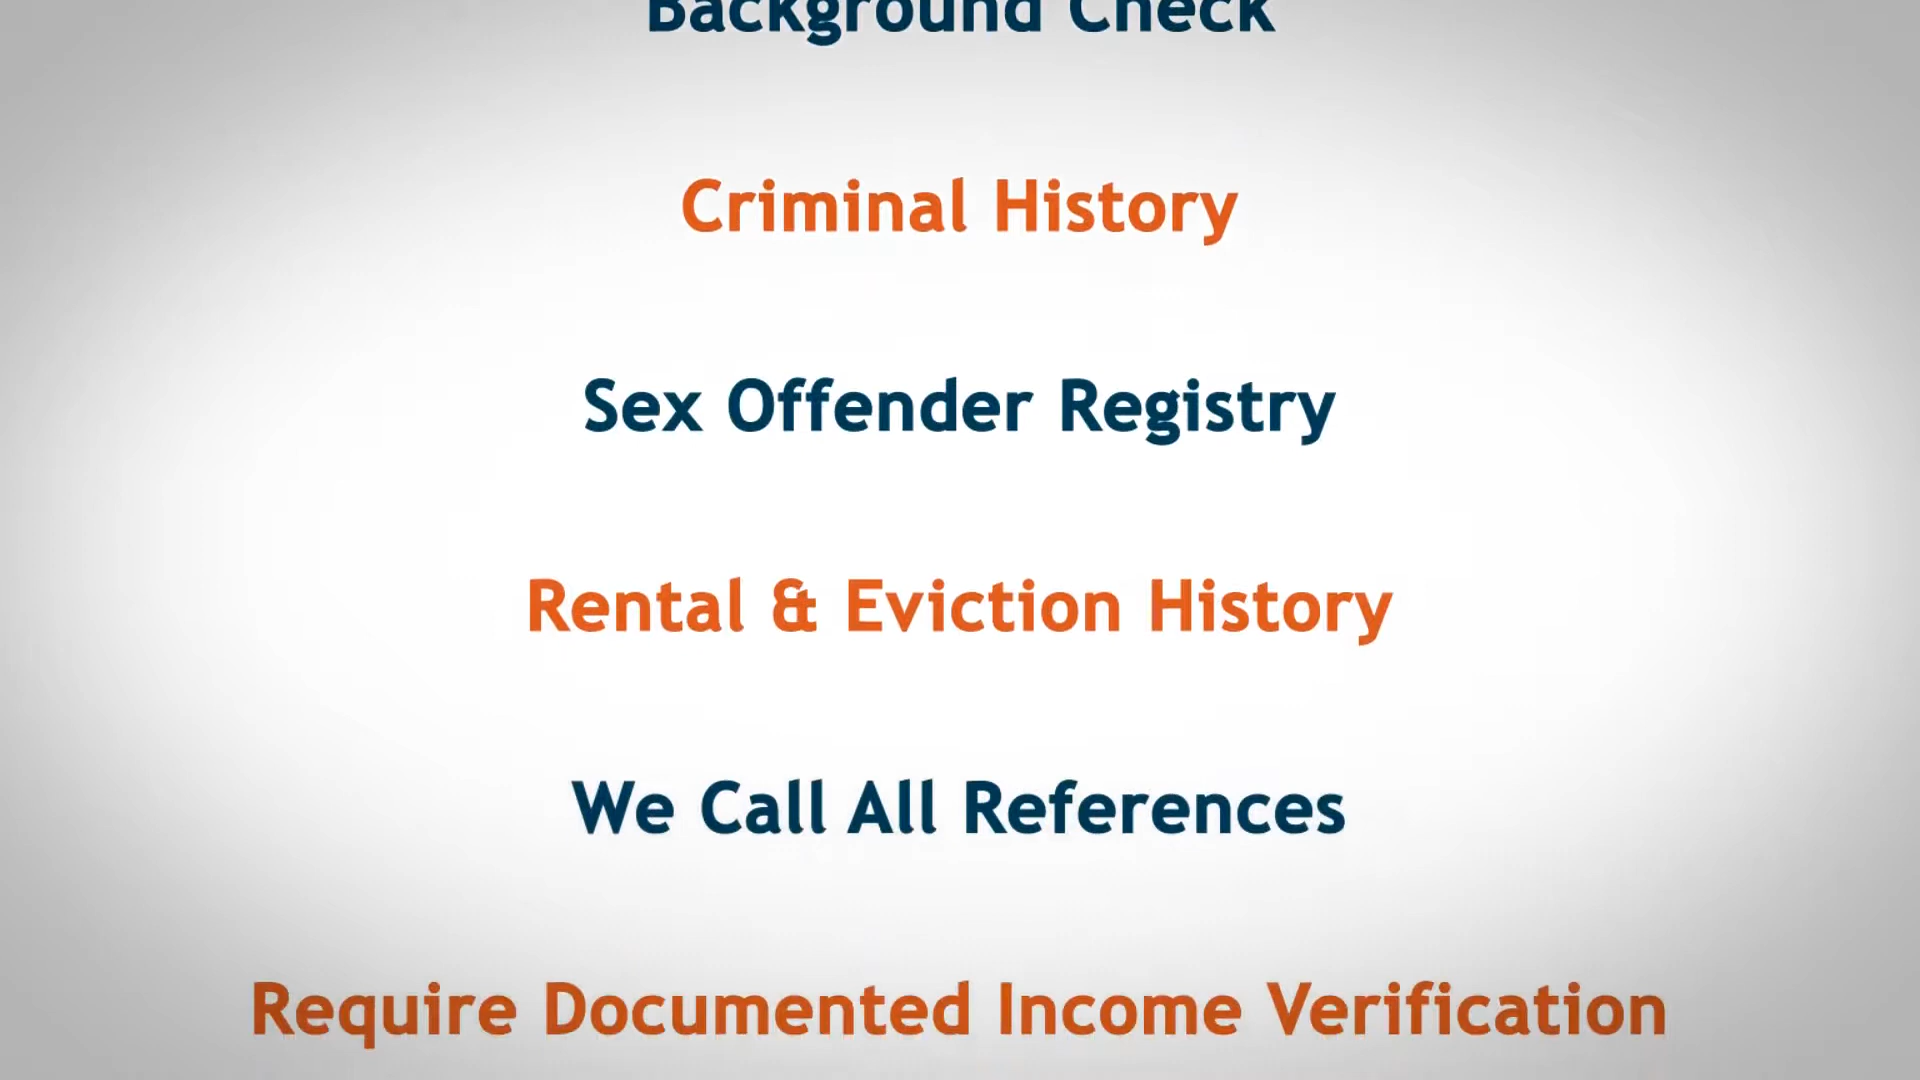 Background Check
Criminal History
Sex Offender Registry
Rental & Eviction History
We Call All References
Require Documented Income Verification